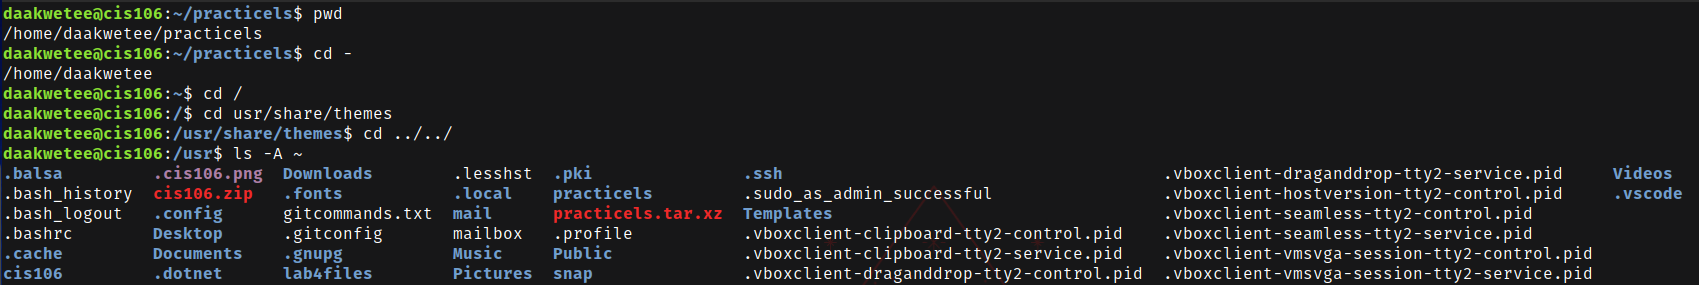 daakwetee@cis106:~/practicels$ pwd
/home/daakwetee/practicels
daakwetee@cis106:~/practicels$ cd -
/home/daakwetee
daakwetee@cis106:~$ cd /
daakwetee@cis106:/$ cd usr/share/themes
daakwetee@cis106:/usr/share/themes$ cd ../../
daakwetee@cis106:/usr$ ls -A ~
.balsa .cis106.png Downloads .lesshst .pki .ssh .vboxclient-draganddrop-tty2-service.pid Videos
.bash_history cis106.zip .fonts .local practicels .sudo_as_admin_successful .vboxclient-hostversion-tty2-control.pid .vscode
.bash_logout .config gitcommands.txt mail practicels.tar.xz Templates .vboxclient-seamless-tty2-control.pid
.bashrc Desktop .gitconfig mailbox .profile .vboxclient-clipboard-tty2-control.pid .vboxclient-seamless-tty2-service.pid
.cache Documents .gnupg Music Public .vboxclient-clipboard-tty2-service.pid .vboxclient-vmsvga-session-tty2-control.pid
cis106 .dotnet lab4files Pictures snap .vboxclient-draganddrop-tty2-control.pid .vboxclient-vmsvga-session-tty2-service.pid